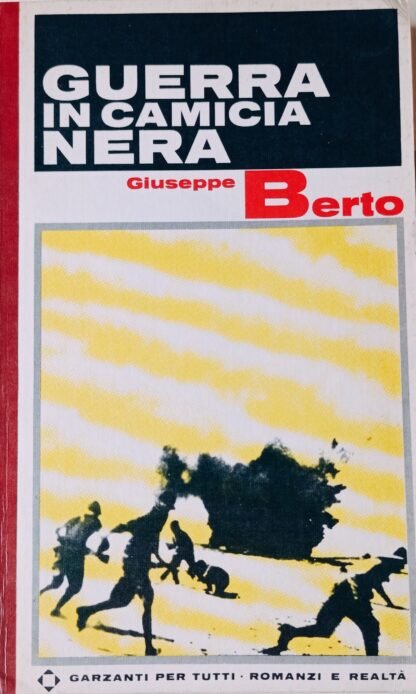 GUERRA
IN CAMICIA
NERA
Giuseppe Berto
GARZANTI PER TUTTI · ROMANZI E REALTÀ